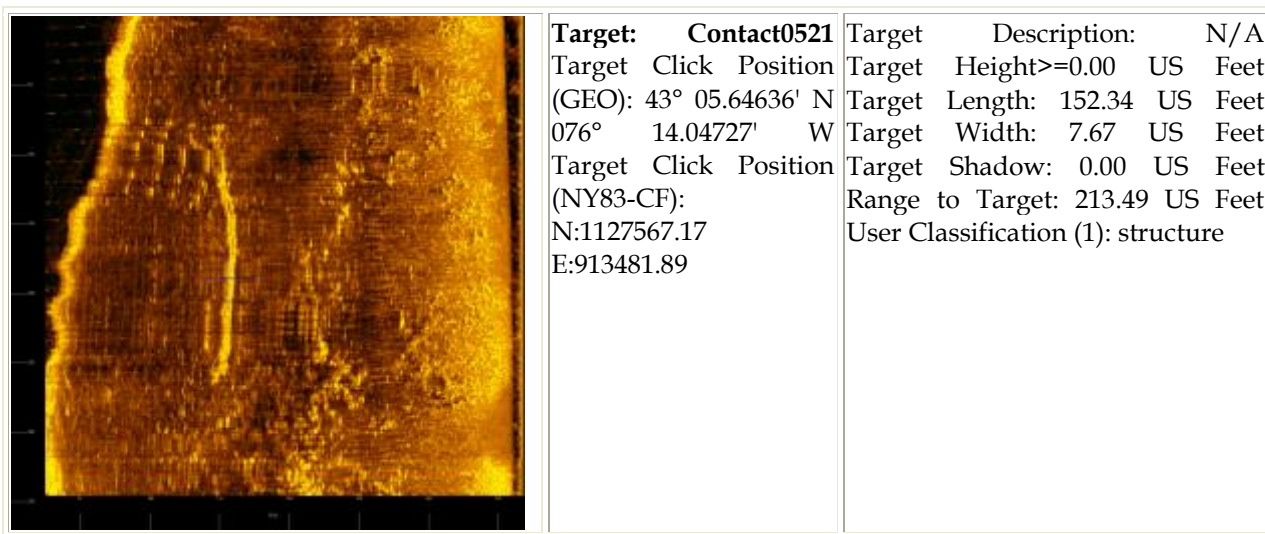 Target: Contact0521
Target Click Position
(GEO): 43° 05.64636' N
076° 14.04727' W
Target Click Position
(NY83-CF):
N:1127567.17
E:913481.89
Target Description: N/A
Target Height>=0.00 US Feet
Target Length: 152.34 US Feet
Target Width: 7.67 US Feet
Target Shadow: 0.00 US Feet
Range to Target: 213.49 US Feet
User Classification (1): structure